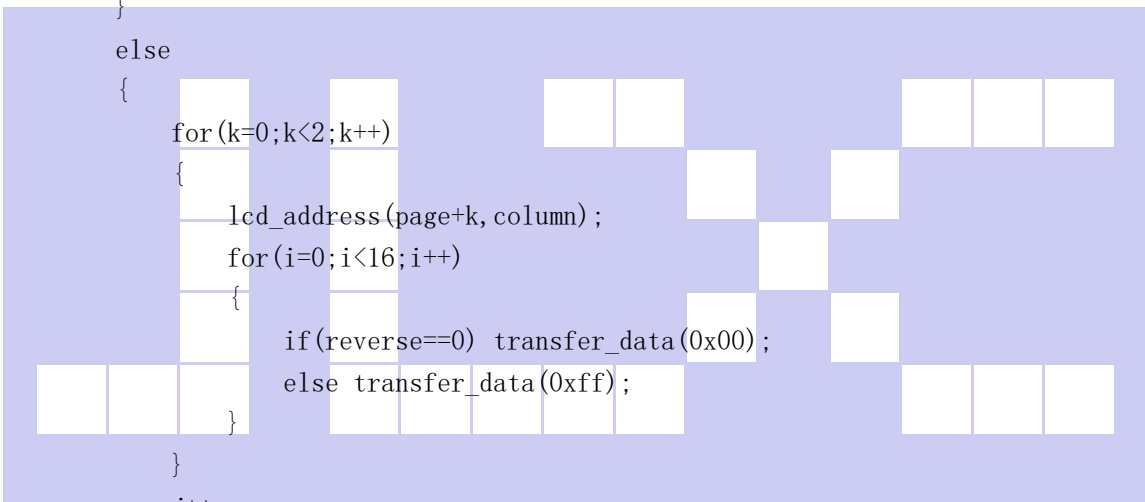 }
else
{
for(k=0;k<2;k++)
{
lcd_address(page+k,column);
for(i=0;i<16;i++)
{
if(reverse==0) transfer_data(0x00);
else transfer_data(0xff);
}
}